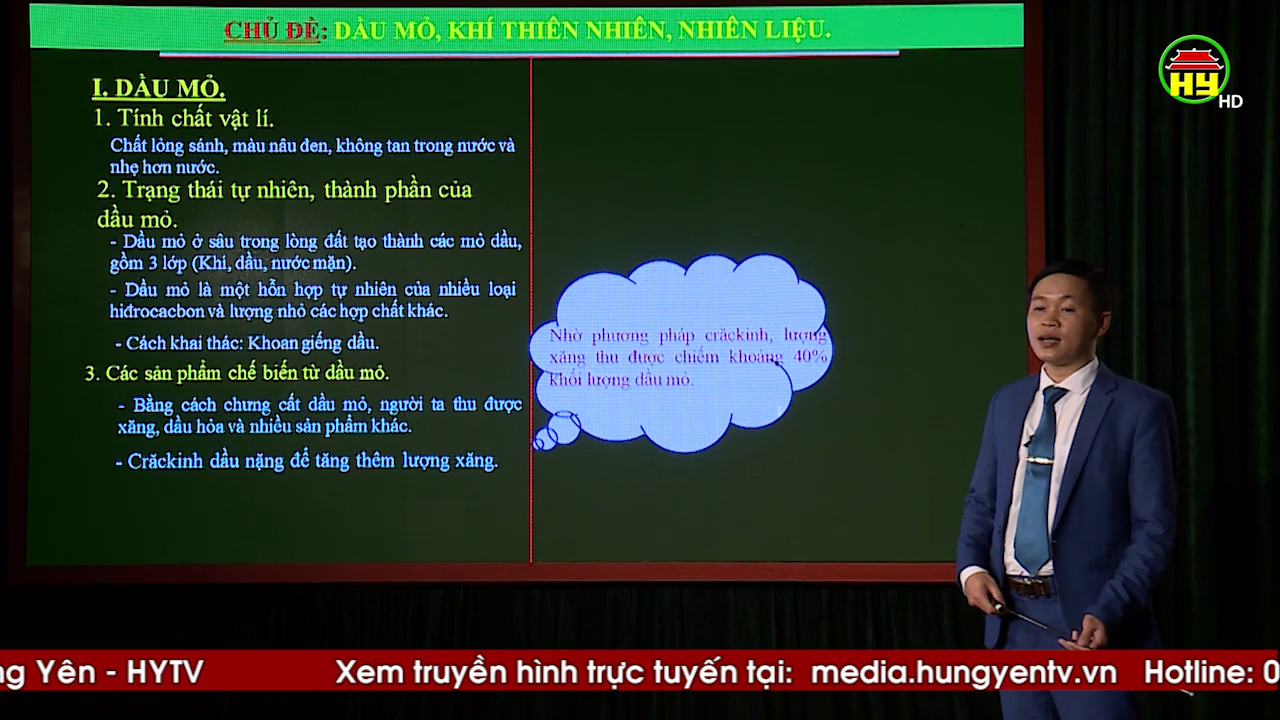 CHỦ ĐỀ: DẦU MỎ, KHÍ THIÊN NHIÊN, NHIÊN LIỆU.
I. DẦU MỎ.
1. Tính chất vật lí.
Chất lỏng sánh, màu nâu đen, không tan trong nước và
nhẹ hơn nước.
2. Trạng thái tự nhiên, thành phần của
dầu mỏ.
- Dầu mỏ ở sâu trong lòng đất tạo thành các mỏ dầu,
gồm 3 lớp (Khí, dầu, nước mặn).
- Dầu mỏ là một hỗn hợp tự nhiên của nhiều loại
hiđrocacbon và lượng nhỏ các hợp chất khác.
- Cách khai thác: Khoan giếng dầu.
3. Các sản phẩm chế biến từ dầu mỏ.
- Bằng cách chưng cất dầu mỏ, người ta thu được
xăng, dầu hỏa và nhiều sản phẩm khác.
- Crăckinh dầu nặng để tăng thêm lượng xăng.
Nhờ phương pháp crăckinh, lượng
xăng thu được chiếm khoảng 40%
khối lượng dầu mỏ.
HY
HD
ng Yên - HYTV Xem truyền hình trực tuyến tại: media.hungyentv.vn Hotline: 0